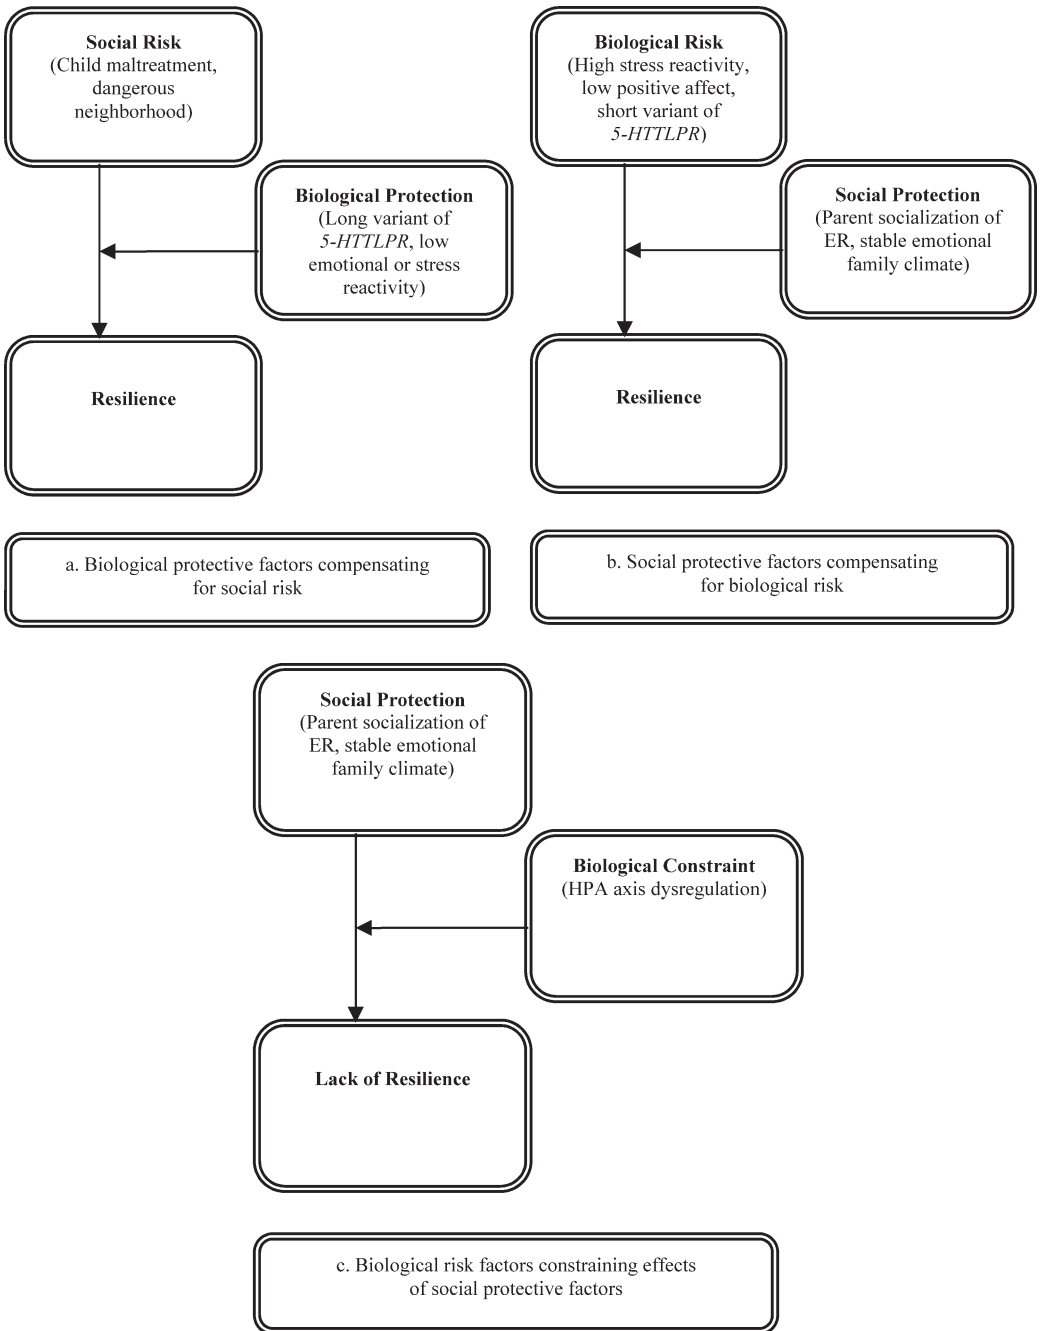 Social Risk
(Child maltreatment,
dangerous
neighborhood)
Biological Protection
(Long variant of
5-HTTLPR, low
emotional or stress
reactivity)
Resilience
a. Biological protective factors compensating
for social risk
Biological Risk
(High stress reactivity,
low positive affect,
short variant of
5-HTTLPR)
Social Protection
(Parent socialization of
ER, stable emotional
family climate)
Resilience
b. Social protective factors compensating
for biological risk
Social Protection
(Parent socialization of
ER, stable emotional
family climate)
Biological Constraint
(HPA axis dysregulation)
Lack of Resilience
c. Biological risk factors constraining effects
of social protective factors